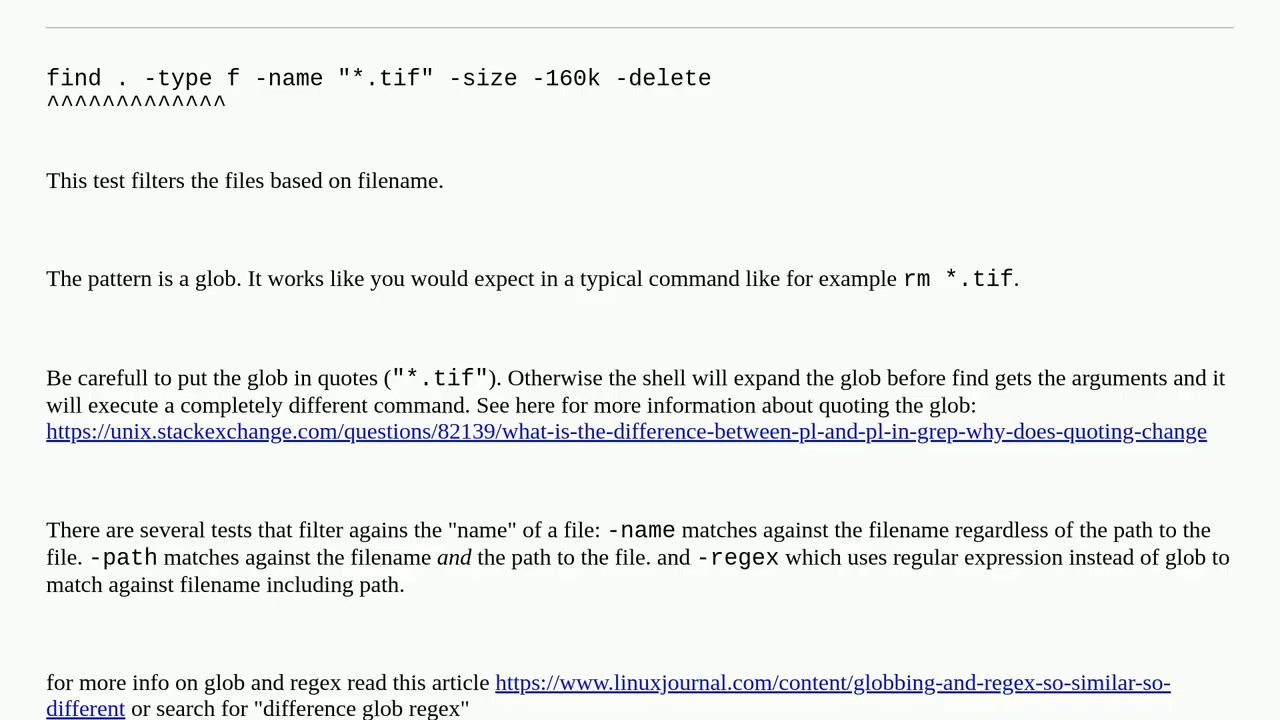 find . -type f -name "*.tif" -size -160k -delete
^^^^^^^^^^^^^
This test filters the files based on filename.
The pattern is a glob. It works like you would expect in a typical command like for example rm *.tif.
Be carefull to put the glob in quotes ("*.tif"). Otherwise the shell will expand the glob before find gets the arguments and it
will execute a completely different command. See here for more information about quoting the glob:
https://unix.stackexchange.com/questions/82139/what-is-the-difference-between-pl-and-pl-in-grep-why-does-quoting-change
There are several tests that filter agains the "name" of a file: -name matches against the filename regardless of the path to the
file. -path matches against the filename and the path to the file. and -regex which uses regular expression instead of glob to
match against filename including path.
for more info on glob and regex read this article https://www.linuxjournal.com/content/globbing-and-regex-so-similar-so-
different or search for "difference glob regex"